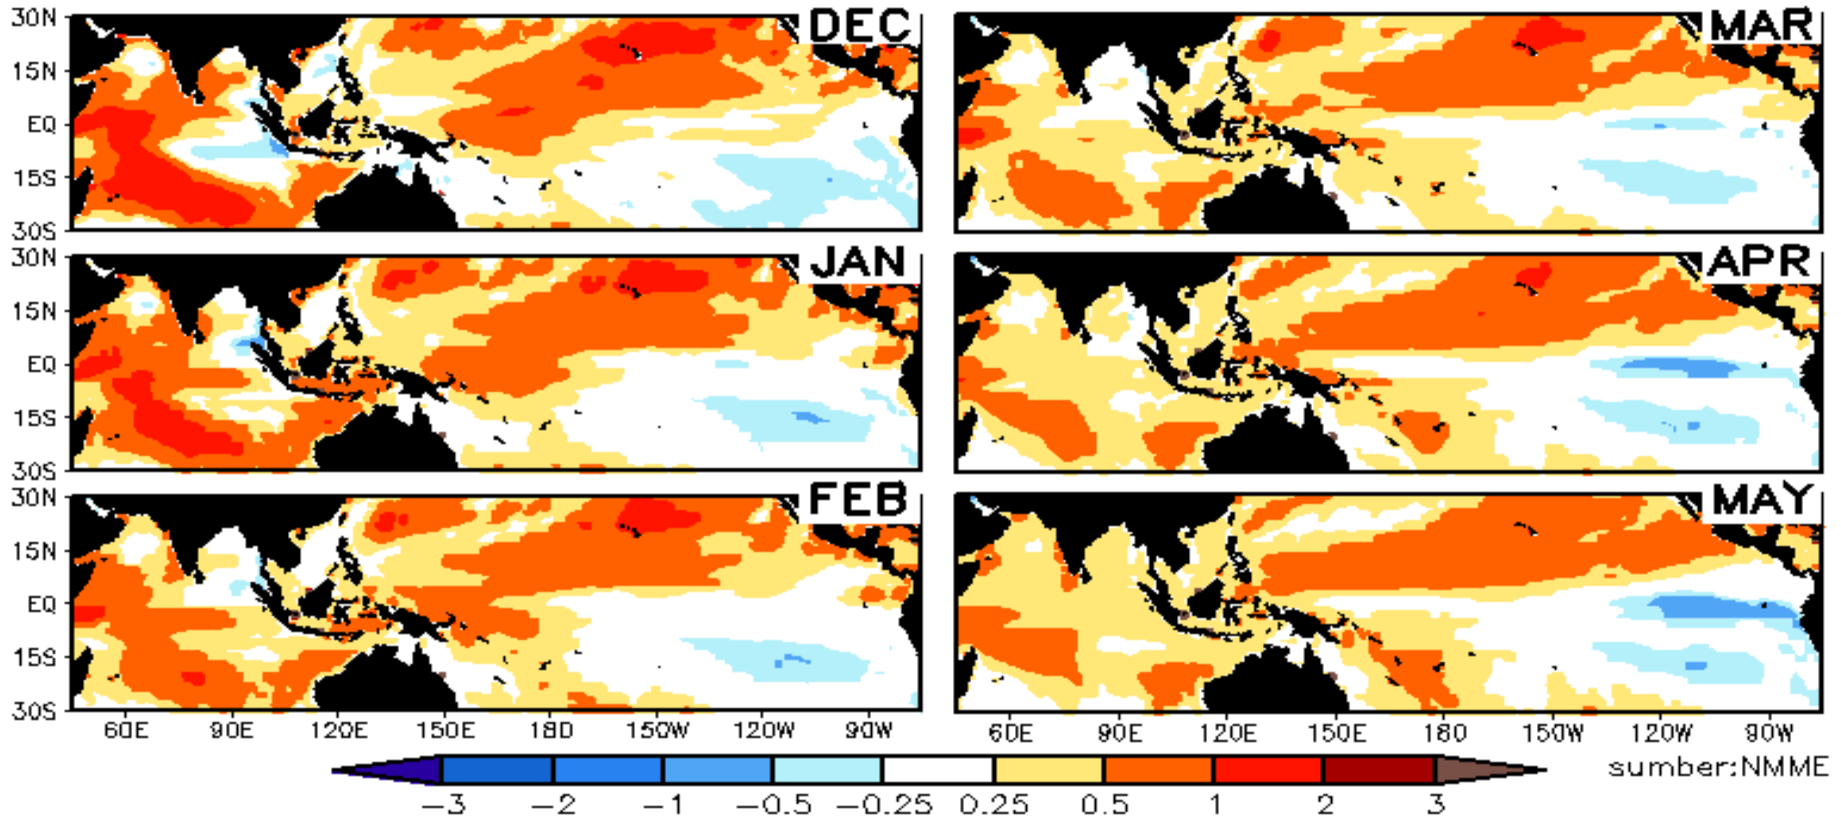 DEC
30N
15N
EQ
15S
30S
MAR
JAN
30N
15N
EQ
15S
30S
APR
FEB
30N
15N
EQ
15S
30S
60E 90E 120E 150E 180 150W 120W 90W
MAY
60E 90E 120E 150E 180 150W 120W 90W
-3 -2 -1 -0.5 -0.25 0.25 0.5 1 2 3
sumber:NMME